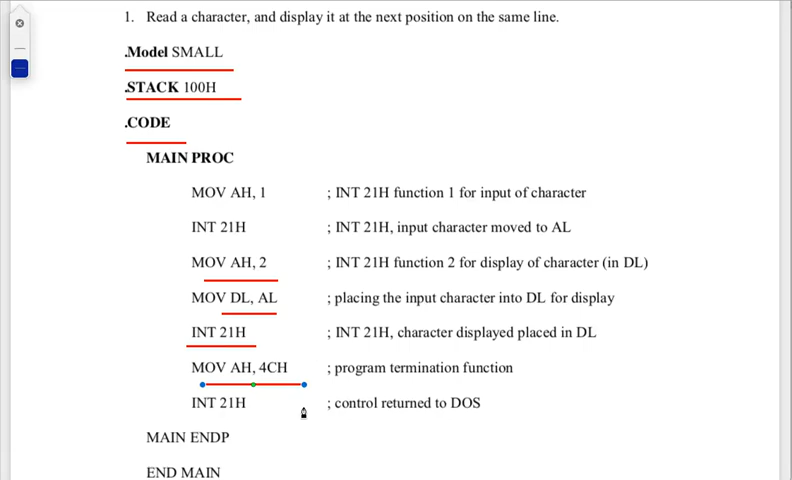 1. Read a character, and display it at the next position on the same line.
.Model SMALL
.STACK 100H
.CODE
MAIN PROC
MOV AH, 1 ; INT 21H function 1 for input of character
INT 21H ; INT 21H, input character moved to AL
MOV AH, 2 ; INT 21H function 2 for display of character (in DL)
MOV DL, AL ; placing the input character into DL for display
INT 21H ; INT 21H, character displayed placed in DL
MOV AH, 4CH ; program termination function
INT 21H ; control returned to DOS
MAIN ENDP
END MAIN